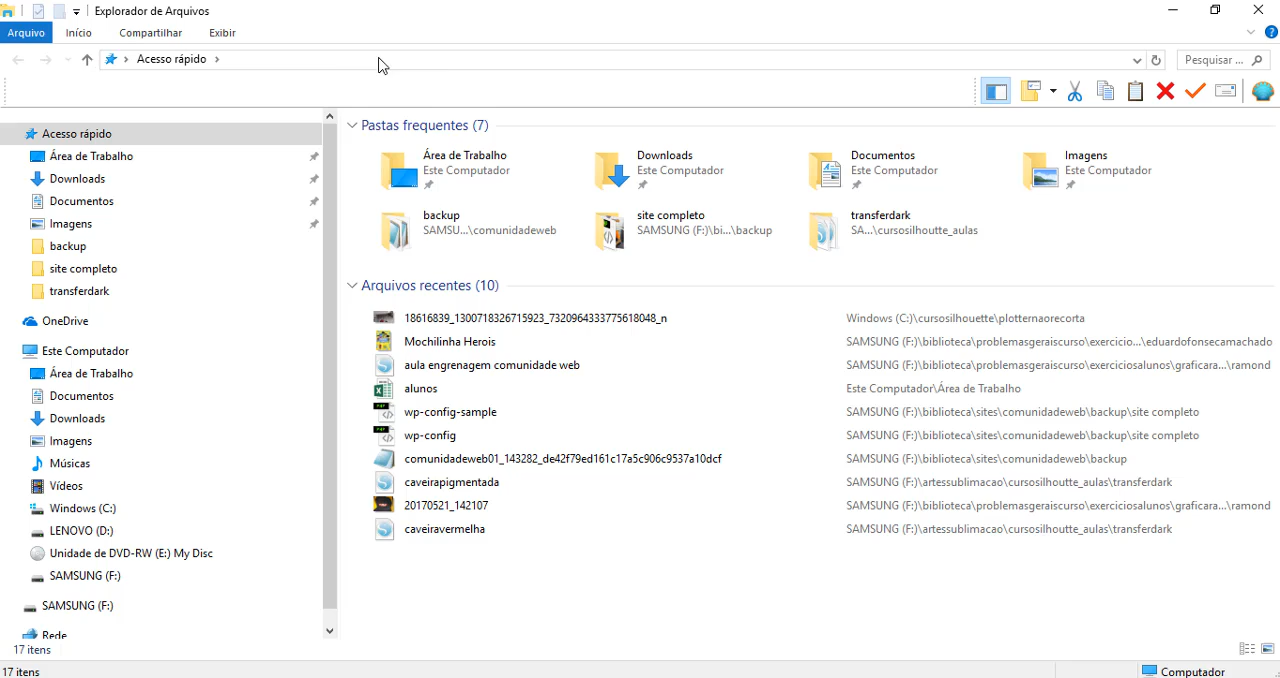 Explorador de Arquivos
Arquivo Início Compartilhar Exibir
Acesso rápido
Pesquisar ...
Acesso rápido
Área de Trabalho
Downloads
Documentos
Imagens
backup
site completo
transferdark
OneDrive
Este Computador
Área de Trabalho
Documentos
Downloads
Imagens
Músicas
Vídeos
Windows (C:)
LENOVO (D:)
Unidade de DVD-RW (E:) My Disc
SAMSUNG (F:)
SAMSUNG (F:)
Rede
Pastas frequentes (7)
Área de Trabalho
Este Computador
Downloads
Este Computador
Documentos
Este Computador
Imagens
Este Computador
backup
SAMSU...\comunidadeweb
site completo
SAMSUNG (F:)\bi...\backup
transferdark
SA...\cursosilhoutte_aulas
Arquivos recentes (10)
18616839_1300718326715923_7320964333775618048_n Windows (C:)\cursosilhouette\plotternaorecorta
Mochilinha Herois SAMSUNG (F:)\biblioteca\problemasgeraiscurso\exercicio...\eduardofonsecamachado
aula engrenagem comunidade web SAMSUNG (F:)\biblioteca\problemasgeraiscurso\exerciciosalunos\graficarara...\ramond
alunos Este Computador\Área de Trabalho
wp-config-sample SAMSUNG (F:)\biblioteca\sites\comunidadeweb\backup\site completo
wp-config SAMSUNG (F:)\biblioteca\sites\comunidadeweb\backup\site completo
comunidadeweb01_143282_de42f79ed161c17a5c906c9537a10dcf SAMSUNG (F:)\biblioteca\sites\comunidadeweb\backup
caveirapigmentada SAMSUNG (F:)\artessublimacao\cursosilhoutte_aulas\transferdark
20170521_142107 SAMSUNG (F:)\biblioteca\problemasgeraiscurso\exerciciosalunos\graficara...\ramond
caveiravermelha SAMSUNG (F:)\artessublimacao\cursosilhoutte_aulas\transferdark
17 itens
17 itens
Computador